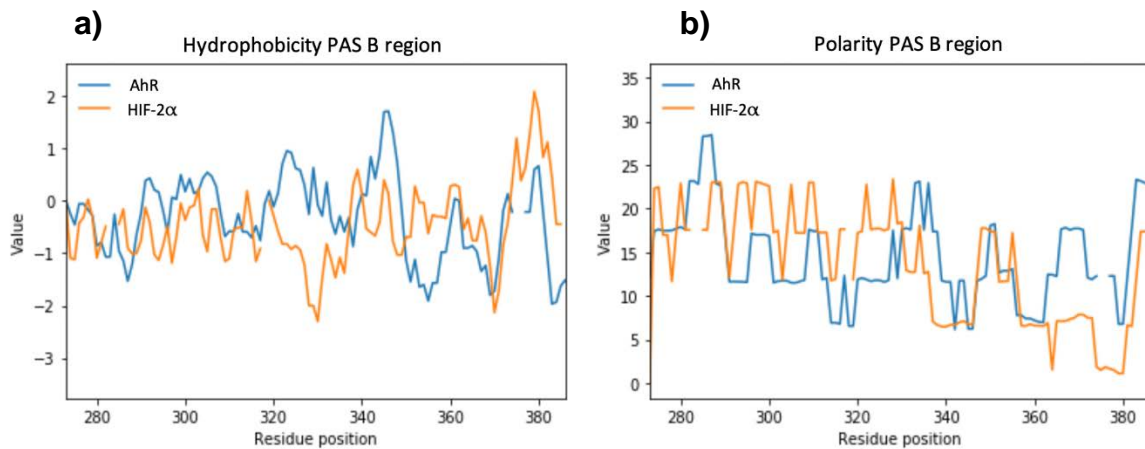 a)
Hydrophobicity PAS B region
AhR
HIF-2α
2
1
0
−1
−2
−3
Value
280
300
320
340
360
380
Residue position
b)
Polarity PAS B region
AhR
HIF-2α
35
30
25
20
15
10
5
0
Value
280
300
320
340
360
380
Residue position